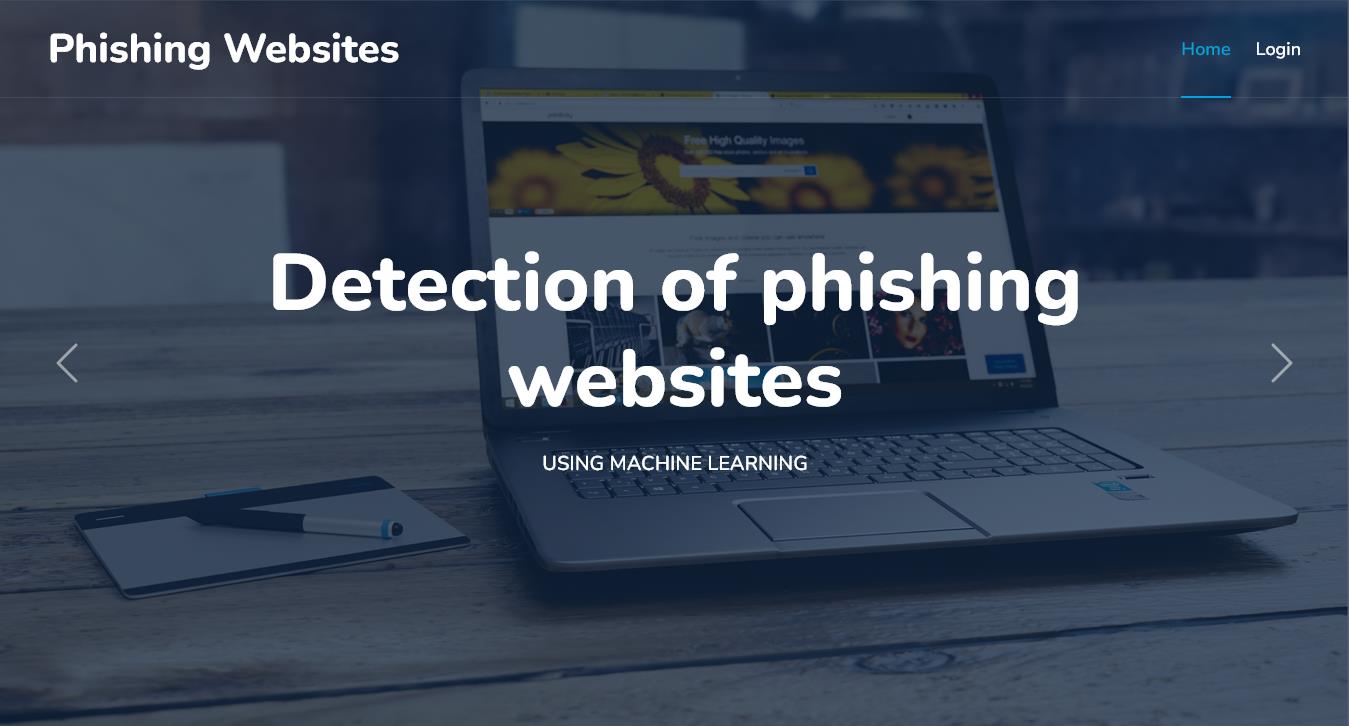 Phishing Websites
Home
Login
Free High Quality Images
Detection of phishing
websites
USING MACHINE LEARNING